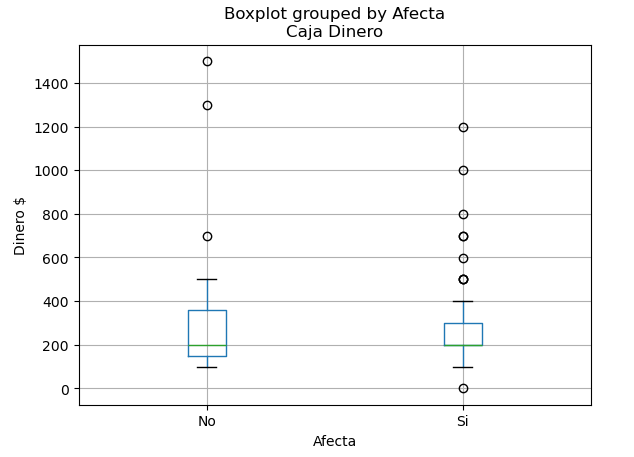 Boxplot grouped by Afecta
Caja Dinero
1400
1200
1000
800
600
400
200
0
Dinero $
No
Si
Afecta